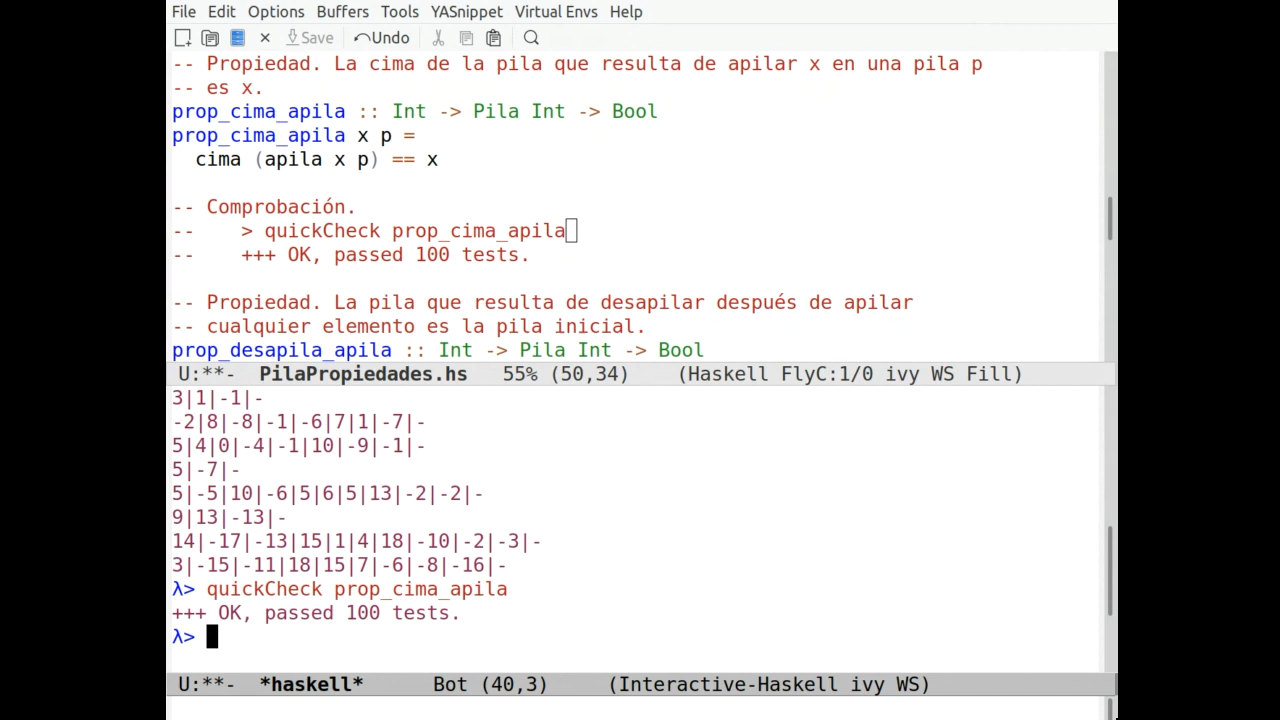 File Edit Options Buffers Tools YASnippet Virtual Envs Help
Save Undo
-- Propiedad. La cima de la pila que resulta de apilar x en una pila p
-- es x.
prop_cima_apila :: Int -> Pila Int -> Bool
prop_cima_apila x p =
  cima (apila x p) == x
-- Comprobación.
--    > quickCheck prop_cima_apila
--    +++ OK, passed 100 tests.
-- Propiedad. La pila que resulta de desapilar después de apilar
-- cualquier elemento es la pila inicial.
prop_desapila_apila :: Int -> Pila Int -> Bool
U:**-  PilaPropiedades.hs   55% (50,34)    (Haskell FlyC:1/0 ivy WS Fill)
3|1|-1|-
-2|8|-8|-1|-6|7|1|-7|-
5|4|0|-4|-1|10|-9|-1|-
5|-7|-
5|-5|10|-6|5|6|5|13|-2|-2|-
9|13|-13|-
14|-17|-13|15|1|4|18|-10|-2|-3|-
3|-15|-11|18|15|7|-6|-8|-16|-
λ> quickCheck prop_cima_apila
+++ OK, passed 100 tests.
λ>
U:**-  *haskell*      Bot (40,3)     (Interactive-Haskell ivy WS)